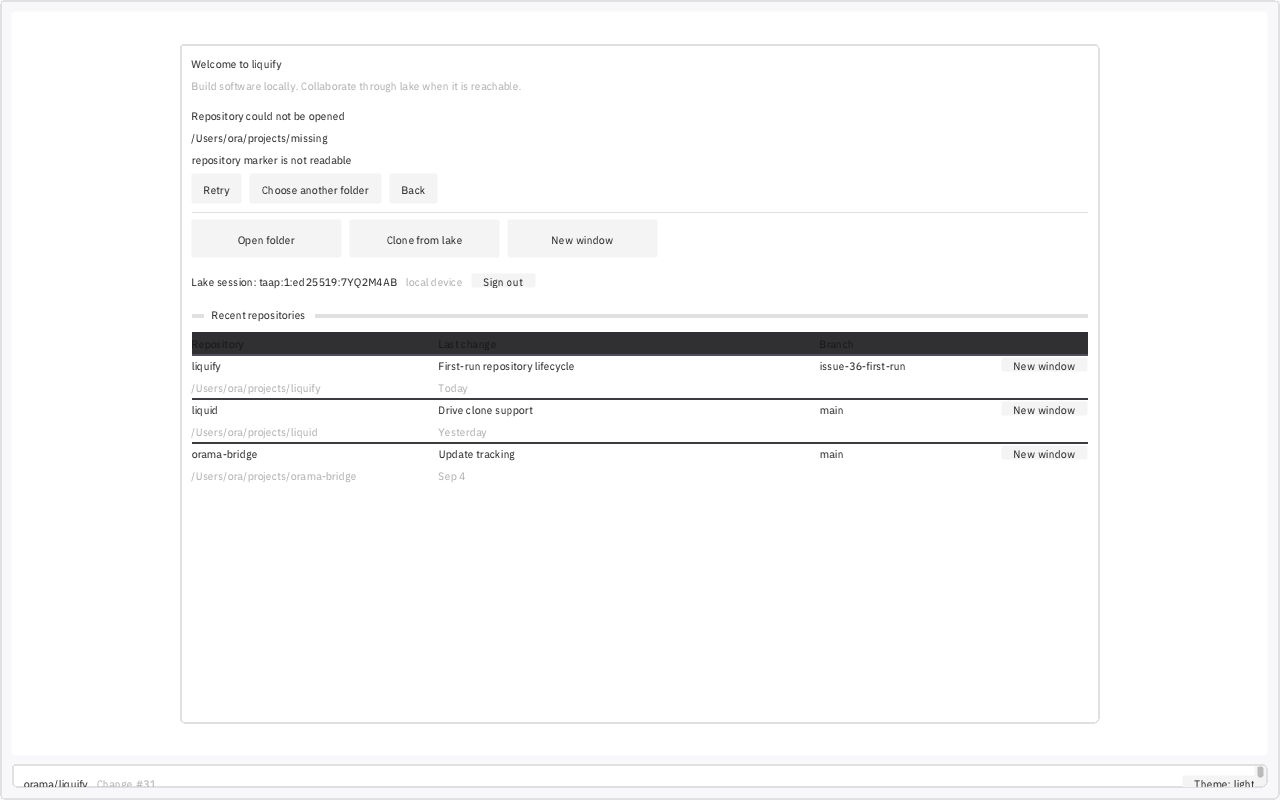 Welcome to liquify
Build software locally. Collaborate through lake when it is reachable.
Repository could not be opened
/Users/ora/projects/missing
repository marker is not readable
Retry Choose another folder Back
Open folder Clone from lake New window
Lake session: taap:1:ed25519:7YQ2M4AB local device Sign out
Recent repositories
Repository Last change Branch
liquify First-run repository lifecycle issue-36-first-run New window
/Users/ora/projects/liquify Today
liquid Drive clone support main New window
/Users/ora/projects/liquid Yesterday
orama-bridge Update tracking main New window
/Users/ora/projects/orama-bridge Sep 4
orama/liquify Change #31 Theme: light